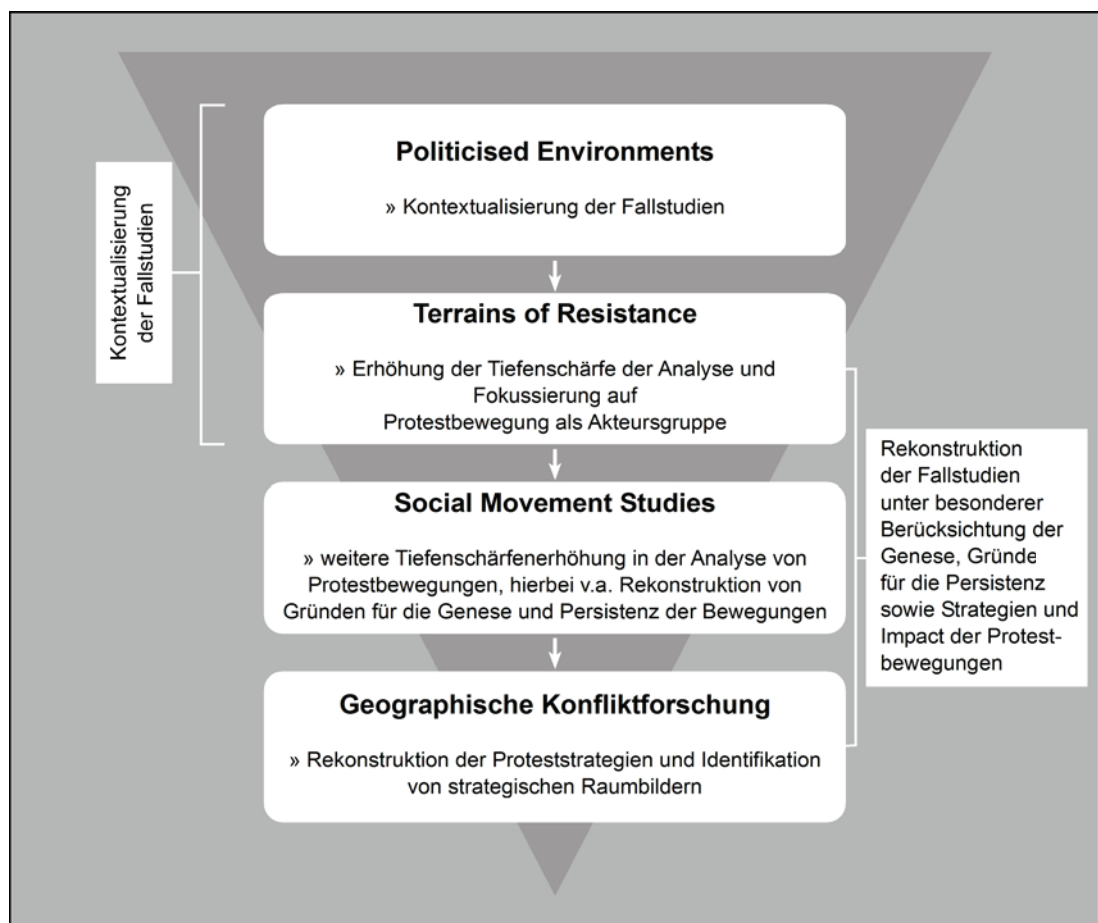 Kontextualisierung
der Fallstudien
Politicised Environments
» Kontextualisierung der Fallstudien
Terrains of Resistance
» Erhöhung der Tiefenschärfe der Analyse und
Fokussierung auf
Protestbewegung als Akteursgruppe
Social Movement Studies
» weitere Tiefenschärfenerhöhung in der Analyse von
Protestbewegungen, hierbei v.a. Rekonstruktion von
Gründen für die Genese und Persistenz der Bewegungen
Geographische Konfliktforschung
» Rekonstruktion der Proteststrategien und Identifikation
von strategischen Raumbildern
Rekonstruktion
der Fallstudien
unter besonderer
Berücksichtung der
Genese, Gründe
für die Persistenz
sowie Strategien und
Impact der Protest-
bewegungen